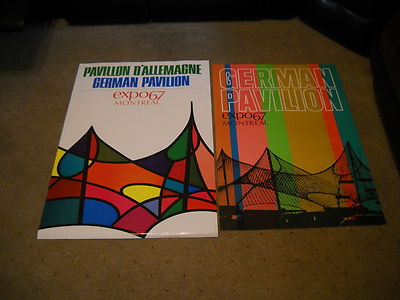 PAVILLON D'ALLEMAGNE
GERMAN PAVILION
expo67
MONTREAL
GERMAN
PAVILION
expo67
MONTREAL